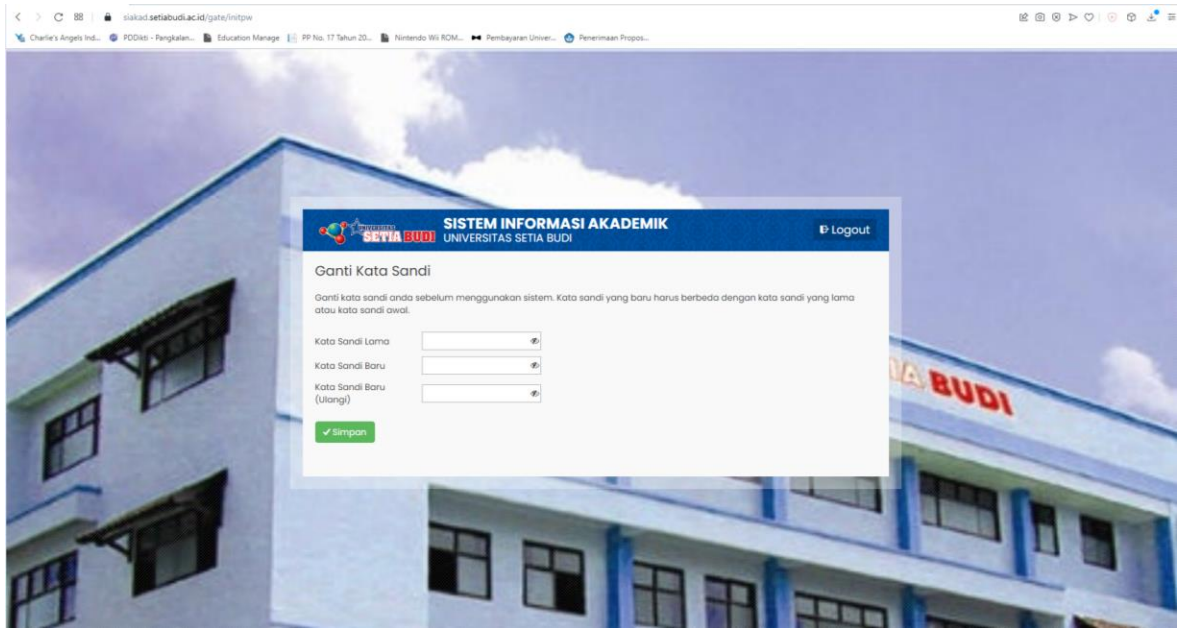 siakad.setiabudi.ac.id/gate/initpw
Charlie's Angels Ind... PDDikti - Pangkalan... Education Manage PP No. 17 Tahun 20... Nintendo Wii ROM... Pembayaran Univer... Penerimaan Propos...
UNIVERSITAS
SETIA BUDI
SISTEM INFORMASI AKADEMIK
UNIVERSITAS SETIA BUDI
Logout
Ganti Kata Sandi
Ganti kata sandi anda sebelum menggunakan sistem. Kata sandi yang baru harus berbeda dengan kata sandi yang lama
atau kata sandi awal.
Kata Sandi Lama
Kata Sandi Baru
Kata Sandi Baru
(Ulangi)
Simpan
IA BUDI